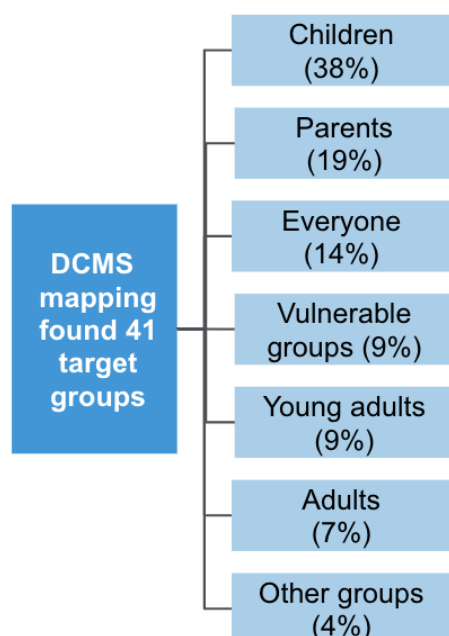 Children
(38%)
Parents
(19%)
Everyone
(14%)
DCMS
mapping
found 41
target
groups
Vulnerable
groups (9%)
Young adults
(9%)
Adults
(7%)
Other groups
(4%)